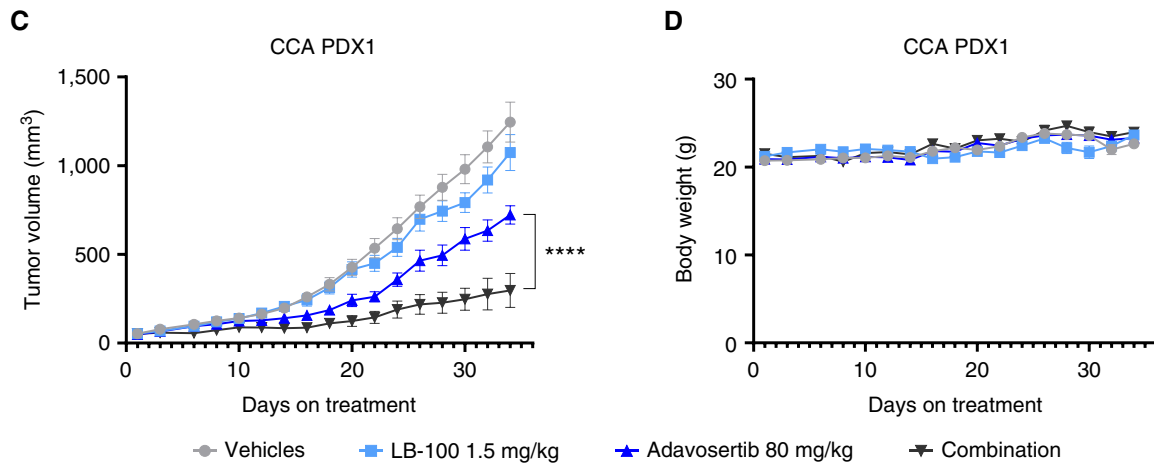 C
CCA PDX1
Tumor volume (mm³)
1,500
1,000
500
0
0 10 20 30
Days on treatment
****
D
CCA PDX1
Body weight (g)
30
20
10
0
0 10 20 30
Days on treatment
Vehicles LB-100 1.5 mg/kg Adavosertib 80 mg/kg Combination